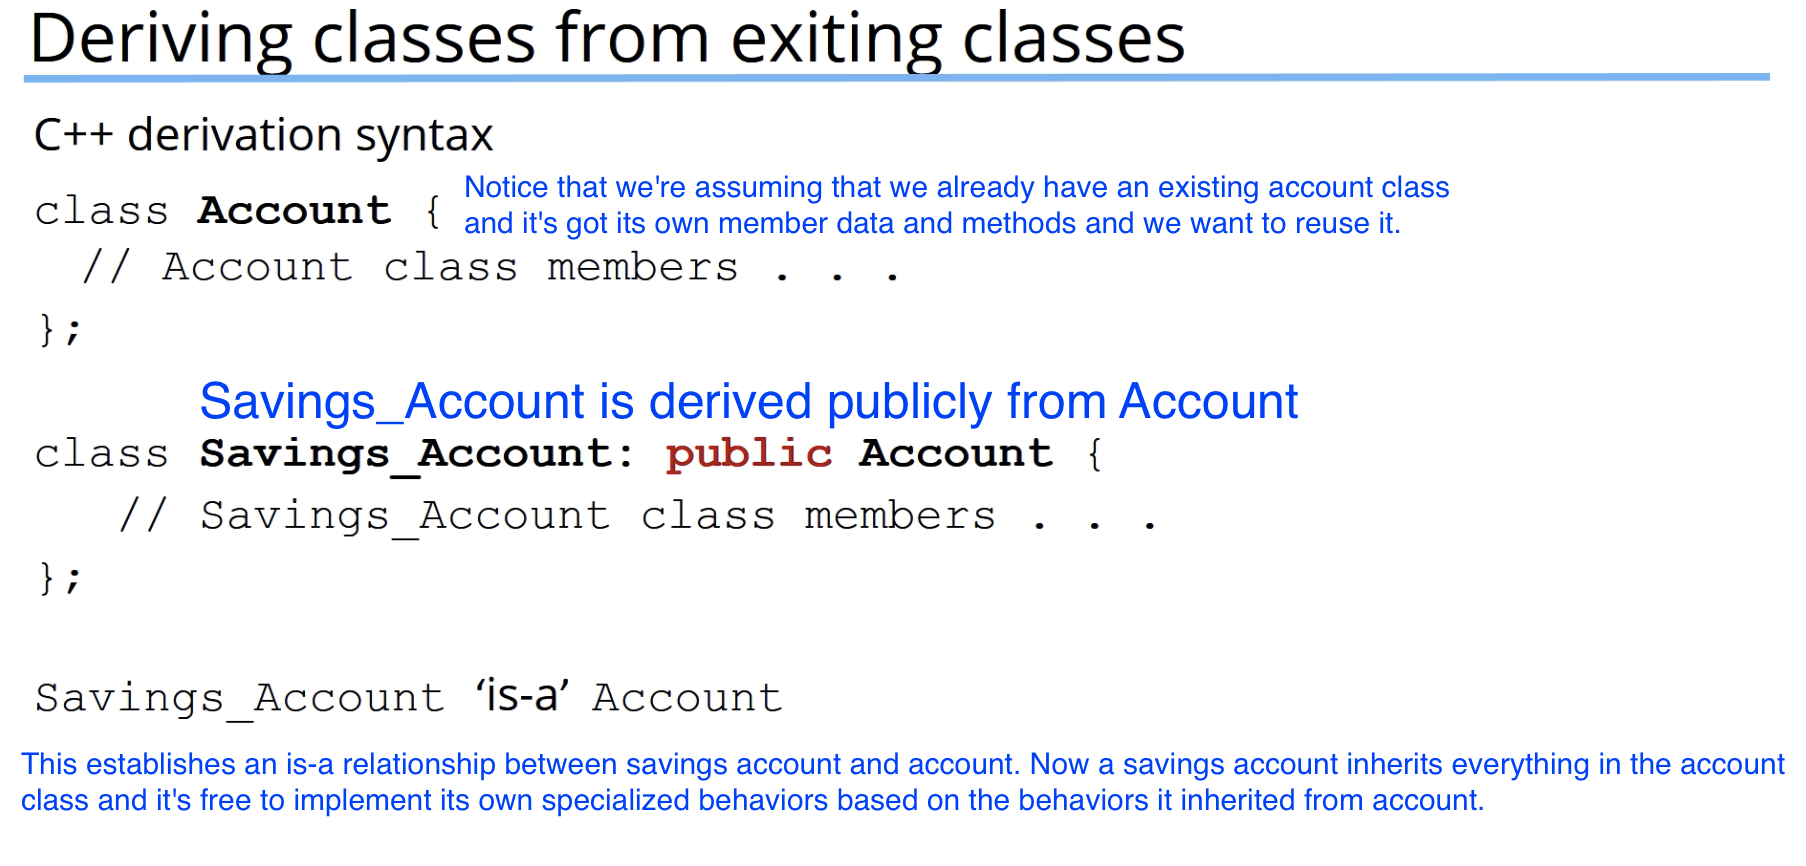 Deriving classes from exiting classes
C++ derivation syntax
class Account {
Notice that we're assuming that we already have an existing account class
and it's got its own member data and methods and we want to reuse it.
// Account class members . . .
};
Savings_Account is derived publicly from Account
class Savings_Account: public Account {
// Savings_Account class members . . .
};
Savings_Account ‘is-a’ Account
This establishes an is-a relationship between savings account and account. Now a savings account inherits everything in the account
class and it's free to implement its own specialized behaviors based on the behaviors it inherited from account.